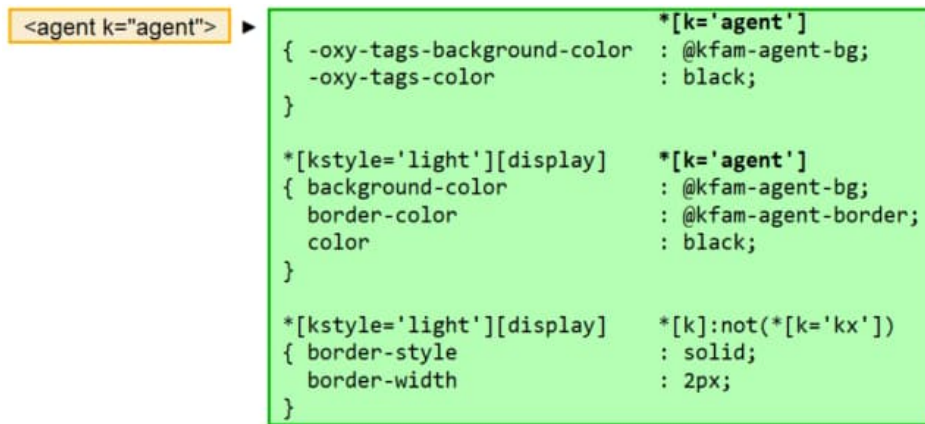 <agent k="agent"> ►
*[k='agent']
{ -oxy-tags-background-color : @kfam-agent-bg;
-oxy-tags-color : black;
}
*[kstyle='light'][display] *[k='agent']
{ background-color : @kfam-agent-bg;
border-color : @kfam-agent-border;
color : black;
}
*[kstyle='light'][display] *[k]:not(*[k='kx'])
{ border-style : solid;
border-width : 2px;
}